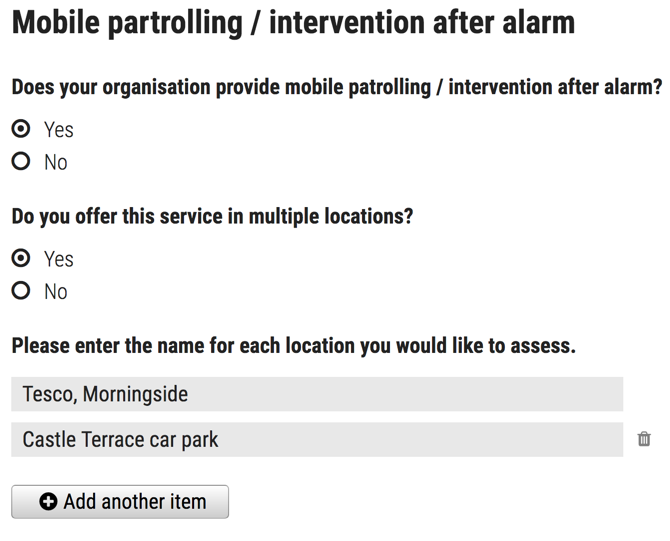 Mobile partrolling / intervention after alarm
Does your organisation provide mobile patrolling / intervention after alarm?
Yes
No
Do you offer this service in multiple locations?
Yes
No
Please enter the name for each location you would like to assess.
Tesco, Morningside
Castle Terrace car park
Add another item